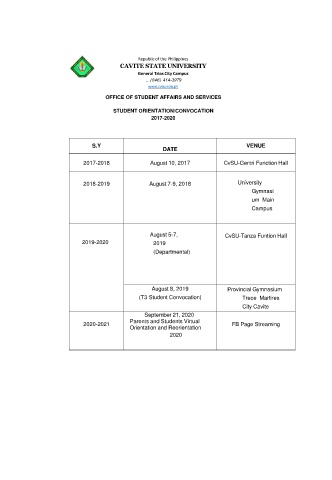 Republic of the Philippines
CAVITE STATE UNIVERSITY
General Trias City Campus
(046) 414-3979
www.cvsu.edu.ph
OFFICE OF STUDENT AFFAIRS AND SERVICES
STUDENT ORIENTATION/CONVOCATION
2017-2020
S.Y
DATE
VENUE
2017-2018
August 10, 2017
CvSU-Gentri Function Hall
2018-2019
August 7-9, 2018
University
Gymnasi
um Main
Campus
2019-2020
August 5-7,
2019
(Departmental)
CvSU-Tanza Funtion Hall
August 8, 2019
(T3 Student Convocation)
Provincial Gymnasium
Trece Martires
City Cavite
2020-2021
September 21, 2020
Parents and Students Virtual
Orientation and Reorientation
2020
FB Page Streaming